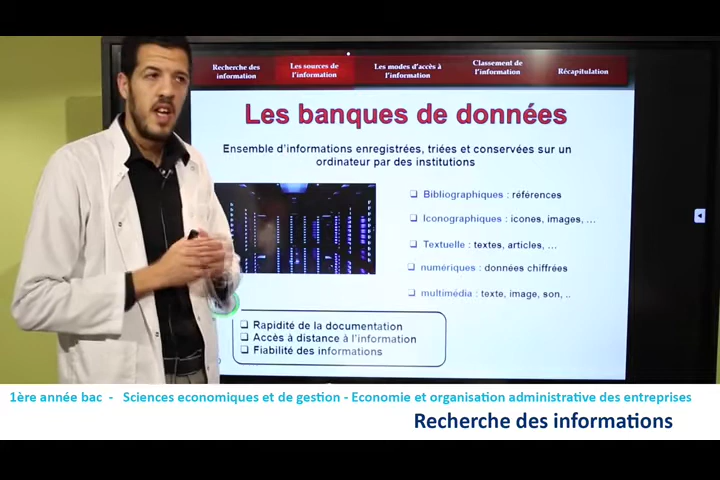 Recherche des
information
Les sources de
l'information
Les modes d'accès à
l'information
Classement de
l'information
Récapitulation
Les banques de données
Ensemble d'informations enregistrées, triées et conservées sur un
ordinateur par des institutions
Bibliographiques : références
Iconographiques : icones, images, ...
Textuelle : textes, articles, ...
numériques : données chiffrées
multimédia : texte, image, son, ..
Rapidité de la documentation
Accès à distance à l'information
Fiabilité des informations
1ère année bac - Sciences economiques et de gestion - Economie et organisation administrative des entreprises
Recherche des informations